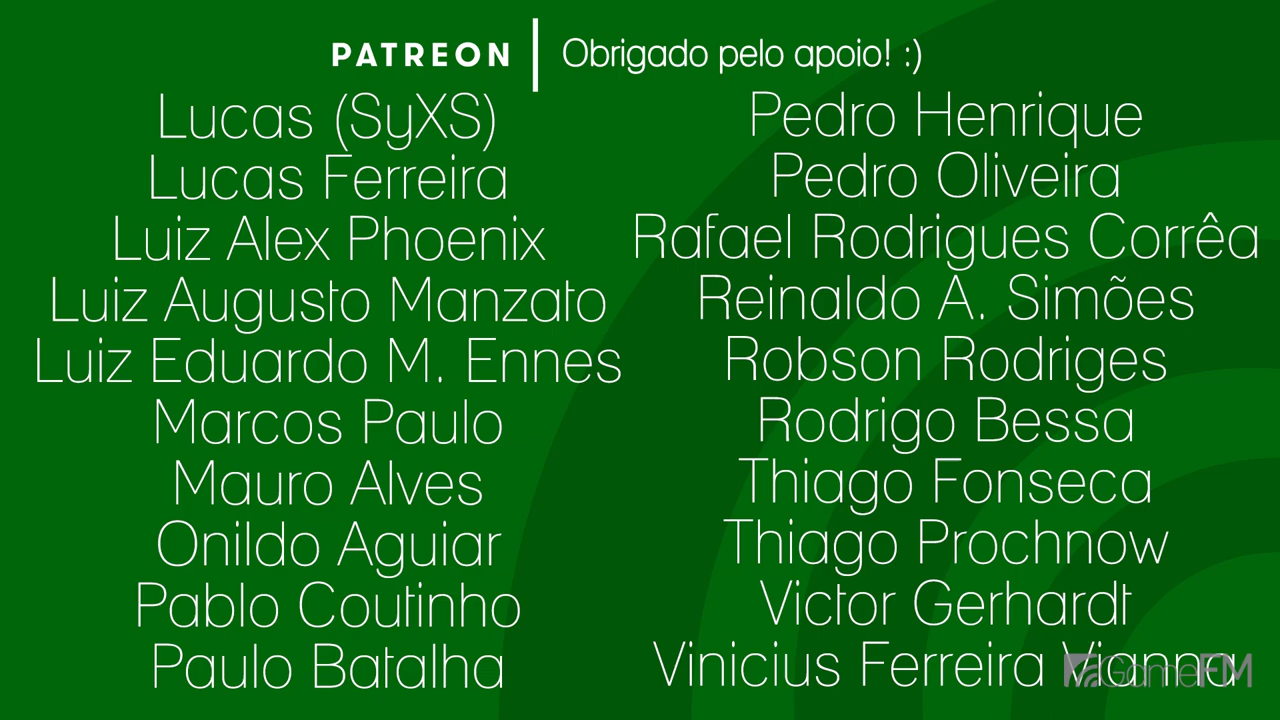 PATREON | Obrigado pelo apoio! :)
Lucas (SyXS)
Lucas Ferreira
Luiz Alex Phoenix
Luiz Augusto Manzato
Luiz Eduardo M. Ennes
Marcos Paulo
Mauro Alves
Onildo Aguiar
Pablo Coutinho
Paulo Batalha
Pedro Henrique
Pedro Oliveira
Rafael Rodrigues Corrêa
Reinaldo A. Simões
Robson Rodriges
Rodrigo Bessa
Thiago Fonseca
Thiago Prochnow
Victor Gerhardt
Vinicius Ferreira Vianna
GameFM